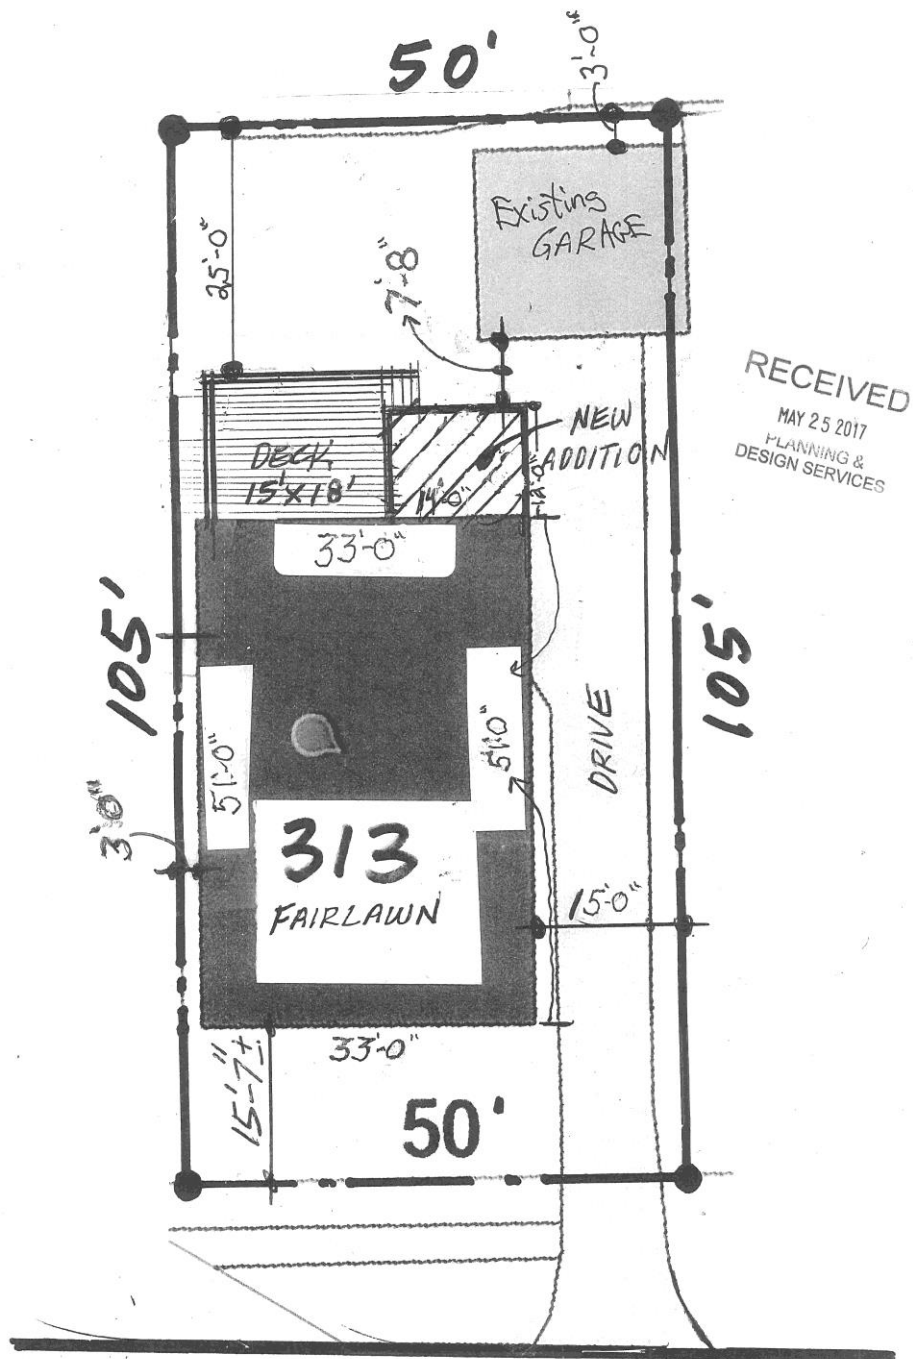 50'
3'-0"
Existing
GARAGE
25'-0"
7'-8"
RECEIVED
MAY 25 2017
PLANNING &
DESIGN SERVICES
NEW
ADDITION
DECK
15'X18'
14'-0"
12'-0"
33'-0"
105'
105'
51'-0"
51'-0"
DRIVE
3'-0"
313
FAIRLAWN
15'-0"
33'-0"
15'-7"±
50'